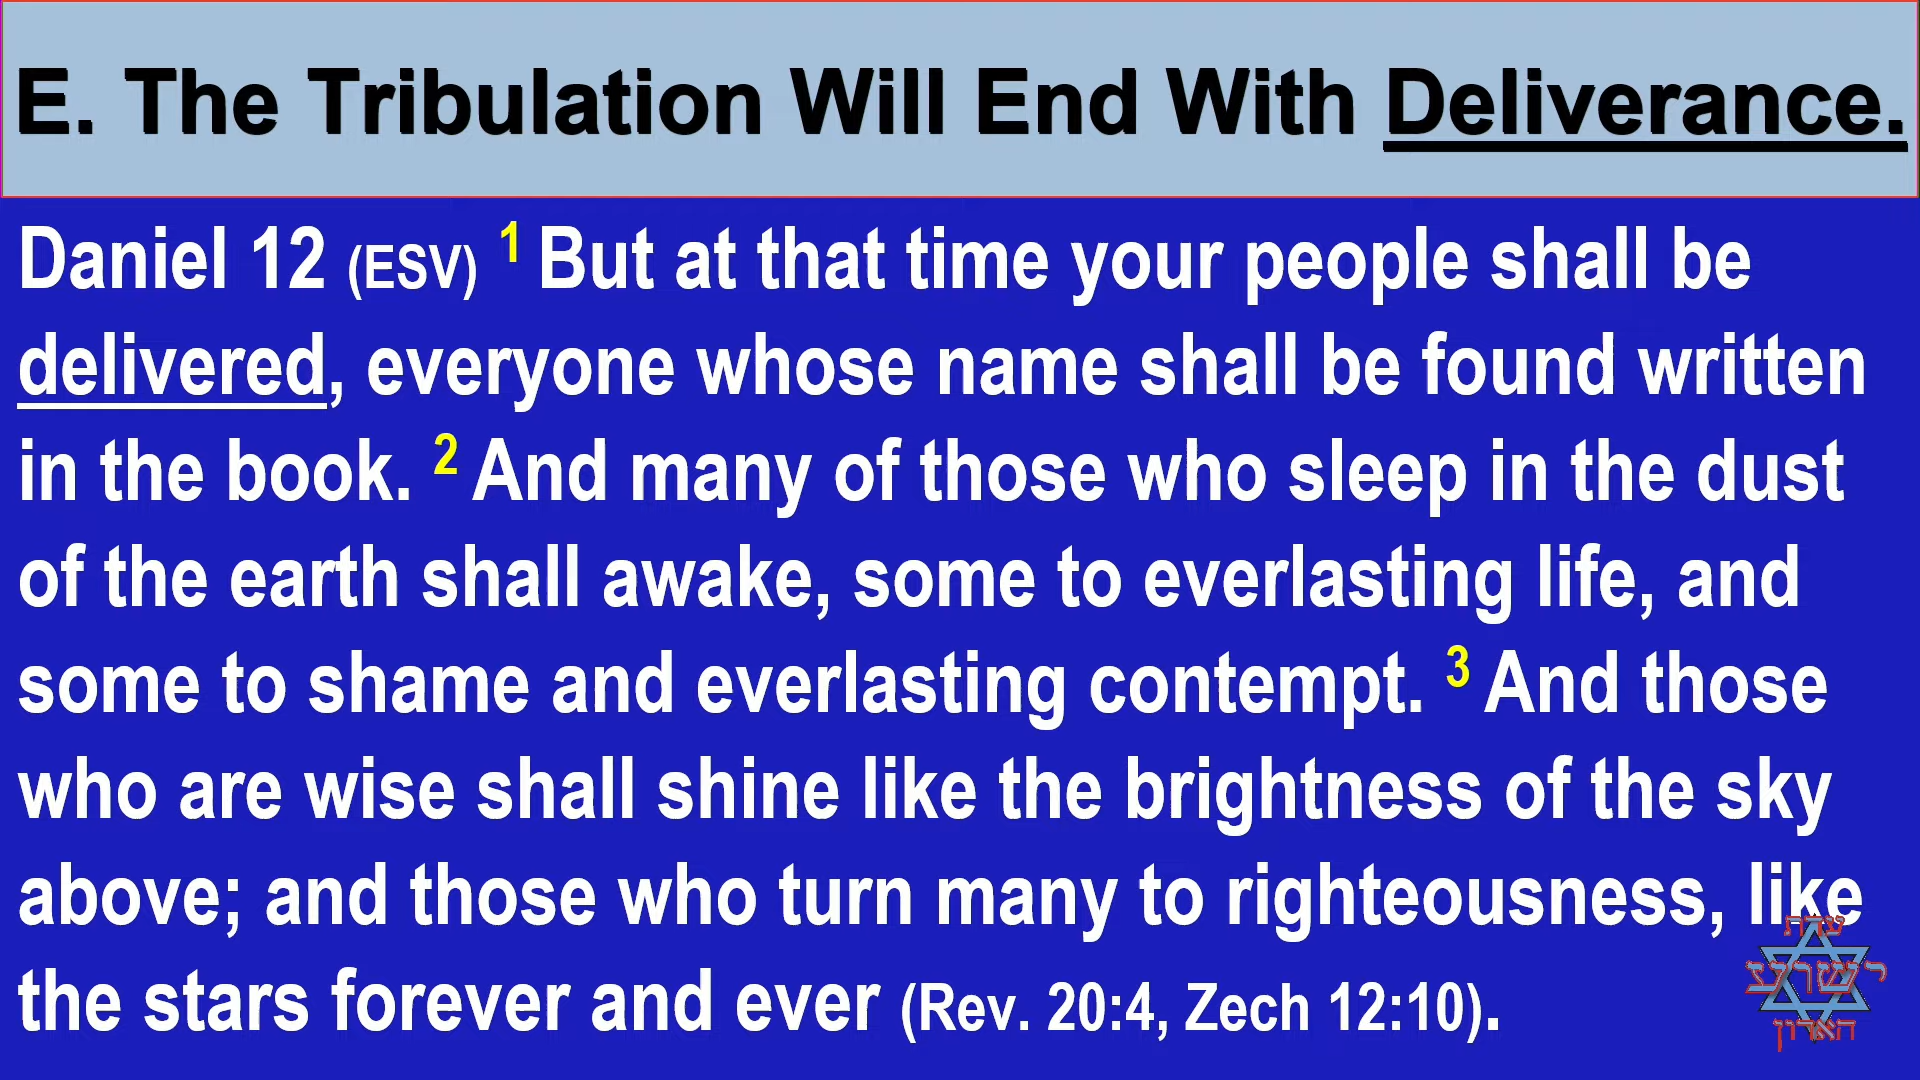 E. The Tribulation Will End With Deliverance.
Daniel 12 (ESV) 1 But at that time your people shall be
delivered, everyone whose name shall be found written
in the book. 2 And many of those who sleep in the dust
of the earth shall awake, some to everlasting life, and
some to shame and everlasting contempt. 3 And those
who are wise shall shine like the brightness of the sky
above; and those who turn many to righteousness, like
the stars forever and ever (Rev. 20:4, Zech 12:10).
עדת
האדון